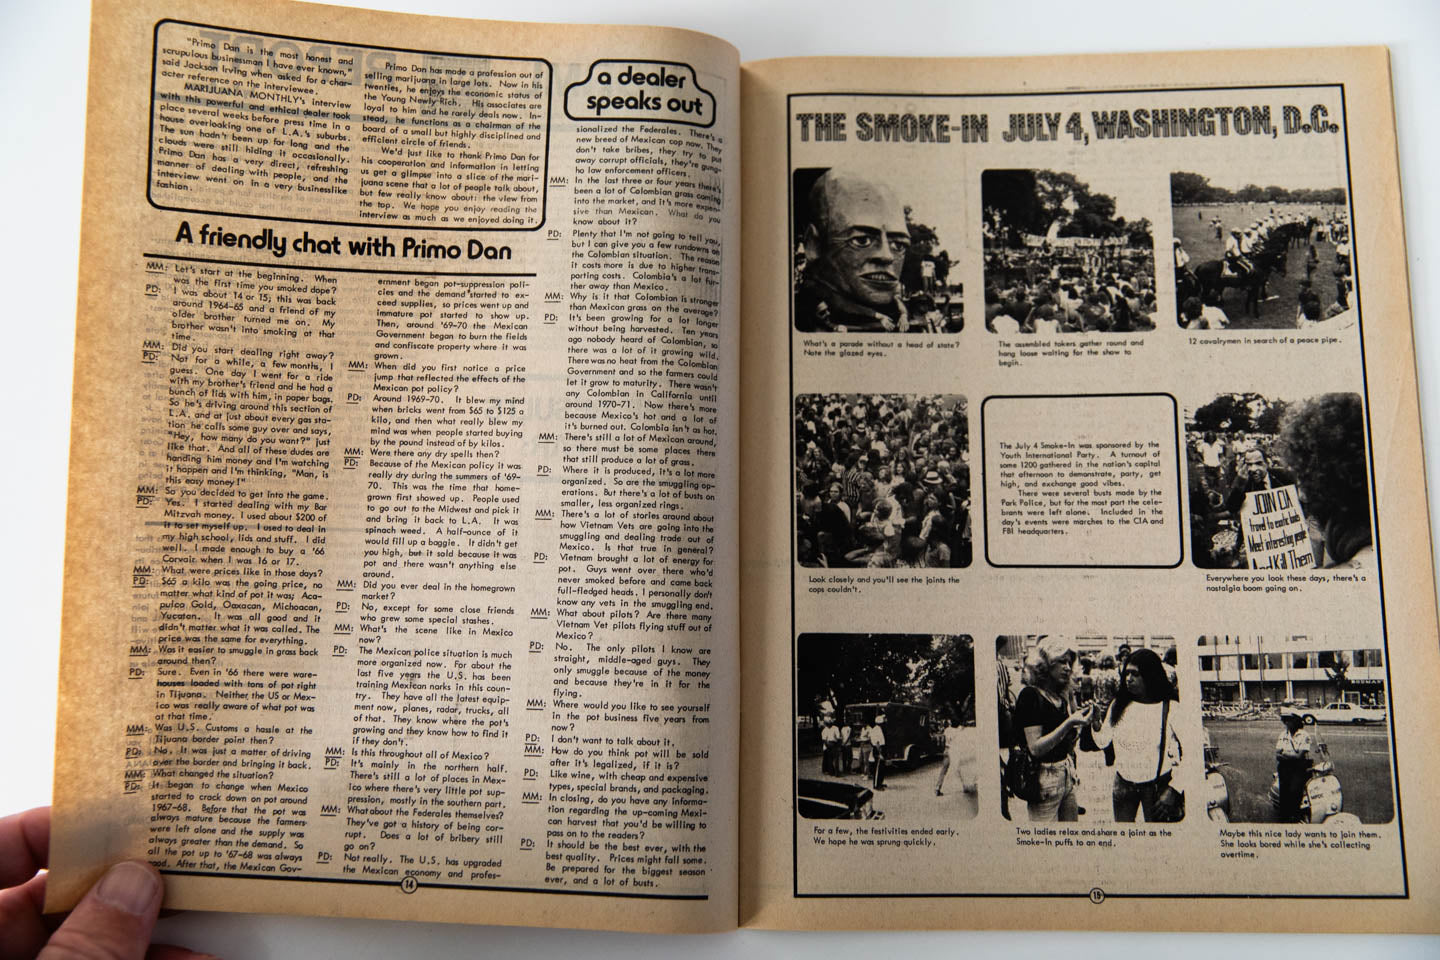 "Primo Dan is the most honest and
scrupulous businessman I have ever known,"
said Jackson Irving when asked for a char-
acter reference on the interviewee.
MARIJUANA MONTHLY's interview
with this powerful and ethical dealer took
place several weeks before press time in a
house overlooking one of L.A.'s suburbs.
The sun hadn't been up for long and the
clouds were still hiding it occasionally.
Primo Dan has a very direct, refreshing
manner of dealing with people, and the
interview went on in a very businesslike
fashion.
Primo Dan has made a profession out of
selling marijuana in large lots. Now in his
twenties, he enjoys the economic status of
the Young Newly-Rich. His associates are
loyal to him and he rarely deals now. In-
stead, he functions as a chairman of the
board of a small but highly disciplined and
efficient circle of friends.
We'd just like to thank Primo Dan for
his cooperation and information in letting
us get a glimpse into a slice of the mari-
juana scene that a lot of people talk about,
but few really know about: the view from
the top. We hope you enjoy reading the
interview as much as we enjoyed doing it.
a dealer
speaks out
A friendly chat with Primo Dan
MM: Let's start at the beginning. When
was the first time you smoked dope?
PD: I was about 14 or 15; this was back
around 1964-65 and a friend of my
older brother turned me on. My
brother wasn't into smoking at that
time.
MM: Did you start dealing right away?
PD: Not for a while, a few months, I
guess. One day I went for a ride
with my brother's friend and he had a
bunch of lids with him, in paper bags.
So he's driving around this section of
L.A. and at just about every gas sta-
tion he calls some guy over and says,
"Hey, how many do you want?" just
like that. And all of these dudes are
handing him money and I'm watching
it happen and I'm thinking, "Man, is
this easy money!"
MM: So you decided to get into the game.
PD: Yes. I started dealing with my Bar
Mitzvah money. I used about $200 of
it to set myself up. I used to deal in
my high school, lids and stuff. I did
well. I made enough to buy a '66
Corvair when I was 16 or 17.
MM: What were prices like in those days?
PD: $65 a kilo was the going price, no
matter what kind of pot it was; Aca-
pulco Gold, Oaxacan, Michoacan,
Yucatan. It was all good and it
didn't matter what it was called. The
price was the same for everything.
MM: Was it easier to smuggle in grass back
around then?
PD: Sure. Even in '66 there were ware-
houses loaded with tons of pot right
in Tijuana. Neither the US or Mex-
ico was really aware of what pot was
at that time.
MM: Was U.S. Customs a hassle at the
Tijuana border point then?
PD: No. It was just a matter of driving
over the border and bringing it back.
MM: What changed the situation?
PD: It began to change when Mexico
started to crack down on pot around
1967-68. Before that the pot was
always mature because the farmers
were left alone and the supply was
always greater than the demand. So
all the pot up to '67-68 was always
good. After that, the Mexican Gov-
ernment began pot-suppression poli-
cies and the demand started to ex-
ceed supplies, so prices went up and
immature pot started to show up.
Then, around '69-70 the Mexican
Government began to burn the fields
and confiscate property where it was
grown.
MM: When did you first notice a price
jump that reflected the effects of the
Mexican pot policy?
PD: Around 1969-70. It blew my mind
when bricks went from $65 to $125 a
kilo, and then what really blew my
mind was when people started buying
by the pound instead of by kilos.
MM: Were there any dry spells then?
PD: Because of the Mexican policy it was
really dry during the summers of '69-
70. This was the time that home-
grown first showed up. People used
to go out to the Midwest and pick it
and bring it back to L.A. It was
spinach weed. A half-ounce of it
would fill up a baggie. It didn't get
you high, but it sold because it was
pot and there wasn't anything else
around.
MM: Did you ever deal in the homegrown
market?
PD: No, except for some close friends
who grew some special stashes.
MM: What's the scene like in Mexico
now?
PD: The Mexican police situation is much
more organized now. For about the
last five years the U.S. has been
training Mexican narks in this coun-
try. They have all the latest equip-
ment now, planes, radar, trucks, all
of that. They know where the pot's
growing and they know how to find it
if they don't.
MM: Is this throughout all of Mexico?
PD: It's mainly in the northern half.
There's still a lot of places in Mex-
ico where there's very little pot sup-
pression, mostly in the southern part.
MM: What about the Federales themselves?
They've got a history of being cor-
rupt. Does a lot of bribery still
go on?
PD: Not really. The U.S. has upgraded
the Mexican economy and profes-
sionalized the Federales. There's a
new breed of Mexican cop now. They
don't take bribes, they try to put
away corrupt officials, they're gung-
ho law enforcement officers.
MM: In the last three or four years there's
been a lot of Colombian grass coming
into the market, and it's more expen-
sive than Mexican. What do you
know about it?
PD: Plenty that I'm not going to tell you,
but I can give you a few rundowns on
the Colombian situation. The reason
it costs more is due to higher trans-
porting costs. Colombia's a lot fur-
ther away than Mexico.
MM: Why is it that Colombian is stronger
than Mexican grass on the average?
PD: It's been growing for a lot longer
without being harvested. Ten years
ago nobody heard of Colombian, so
there was a lot of it growing wild.
There was no heat from the Colombian
Government and so the farmers could
let it grow to maturity. There wasn't
any Colombian in California until
around 1970-71. Now there's more
because Mexico's hot and a lot of
it's burned out. Colombia isn't as hot.
MM: There's still a lot of Mexican around,
so there must be some places there
that still produce a lot of grass.
PD: Where it is produced, it's a lot more
organized. So are the smuggling op-
erations. But there's a lot of busts on
smaller, less organized rings.
MM: There's a lot of stories around about
how Vietnam Vets are going into the
smuggling and dealing trade out of
Mexico. Is that true in general?
PD: Vietnam brought a lot of energy for
pot. Guys went over there who'd
never smoked before and came back
full-fledged heads. I personally don't
know any vets in the smuggling end.
MM: What about pilots? Are there many
Vietnam Vet pilots flying stuff out of
Mexico?
PD: No. The only pilots I know are
straight, middle-aged guys. They
only smuggle because of the money
and because they're in it for the
flying.
MM: Where would you like to see yourself
in the pot business five years from
now?
PD: I don't want to talk about it.
MM: How do you think pot will be sold
after it's legalized, if it is?
PD: Like wine, with cheap and expensive
types, special brands, and packaging.
MM: In closing, do you have any informa-
tion regarding the up-coming Mexi-
can harvest that you'd be willing to
pass on to the readers?
PD: It should be the best ever, with the
best quality. Prices might fall some.
Be prepared for the biggest season
ever, and a lot of busts.
14
THE SMOKE-IN JULY 4, WASHINGTON, D.C.
What's a parade without a head of state?
Note the glazed eyes.
The assembled tokers gather round and
hang loose waiting for the show to
begin.
12 cavalrymen in search of a peace pipe.
Look closely and you'll see the joints the
cops couldn't.
The July 4 Smoke-In was sponsored by the
Youth International Party. A turnout of
some 1200 gathered in the nation's capital
that afternoon to demonstrate, party, get
high, and exchange good vibes.
There were several busts made by the
Park Police, but for the most part the cele-
brants were left alone. Included in the
day's events were marches to the CIA and
FBI headquarters.
JOIN CIA
travel to exotic lands
Meet interesting people
And Kill Them
Everywhere you look these days, there's a
nostalgia boom going on.
For a few, the festivities ended early.
We hope he was sprung quickly.
Two ladies relax and share a joint as the
Smoke-In puffs to an end.
Maybe this nice lady wants to join them.
She looks bored while she's collecting
overtime.
15